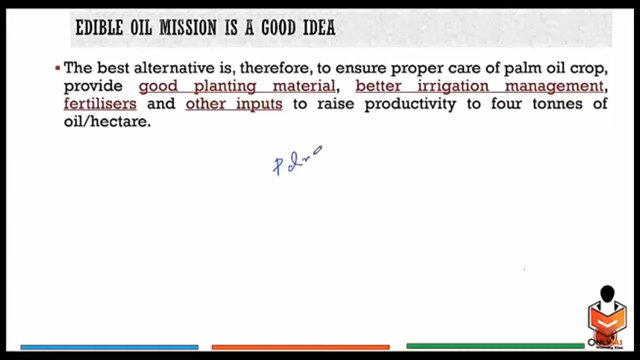 EDIBLE OIL MISSION IS A GOOD IDEA
▪ The best alternative is, therefore, to ensure proper care of palm oil crop,
provide good planting material, better irrigation management,
fertilisers and other inputs to raise productivity to four tonnes of
oil/hectare.